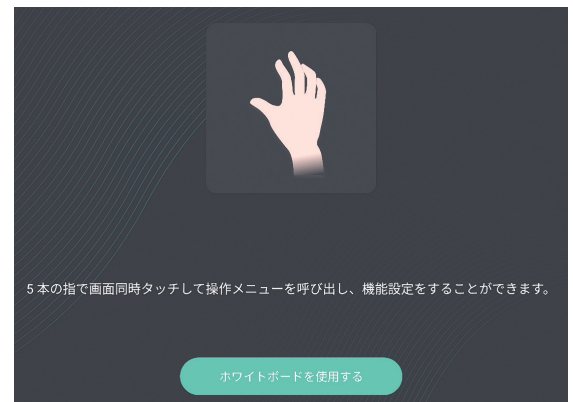 5 本の指で画面同時タッチして操作メニューを呼び出し、機能設定をすることができます。
ホワイトボードを使用する